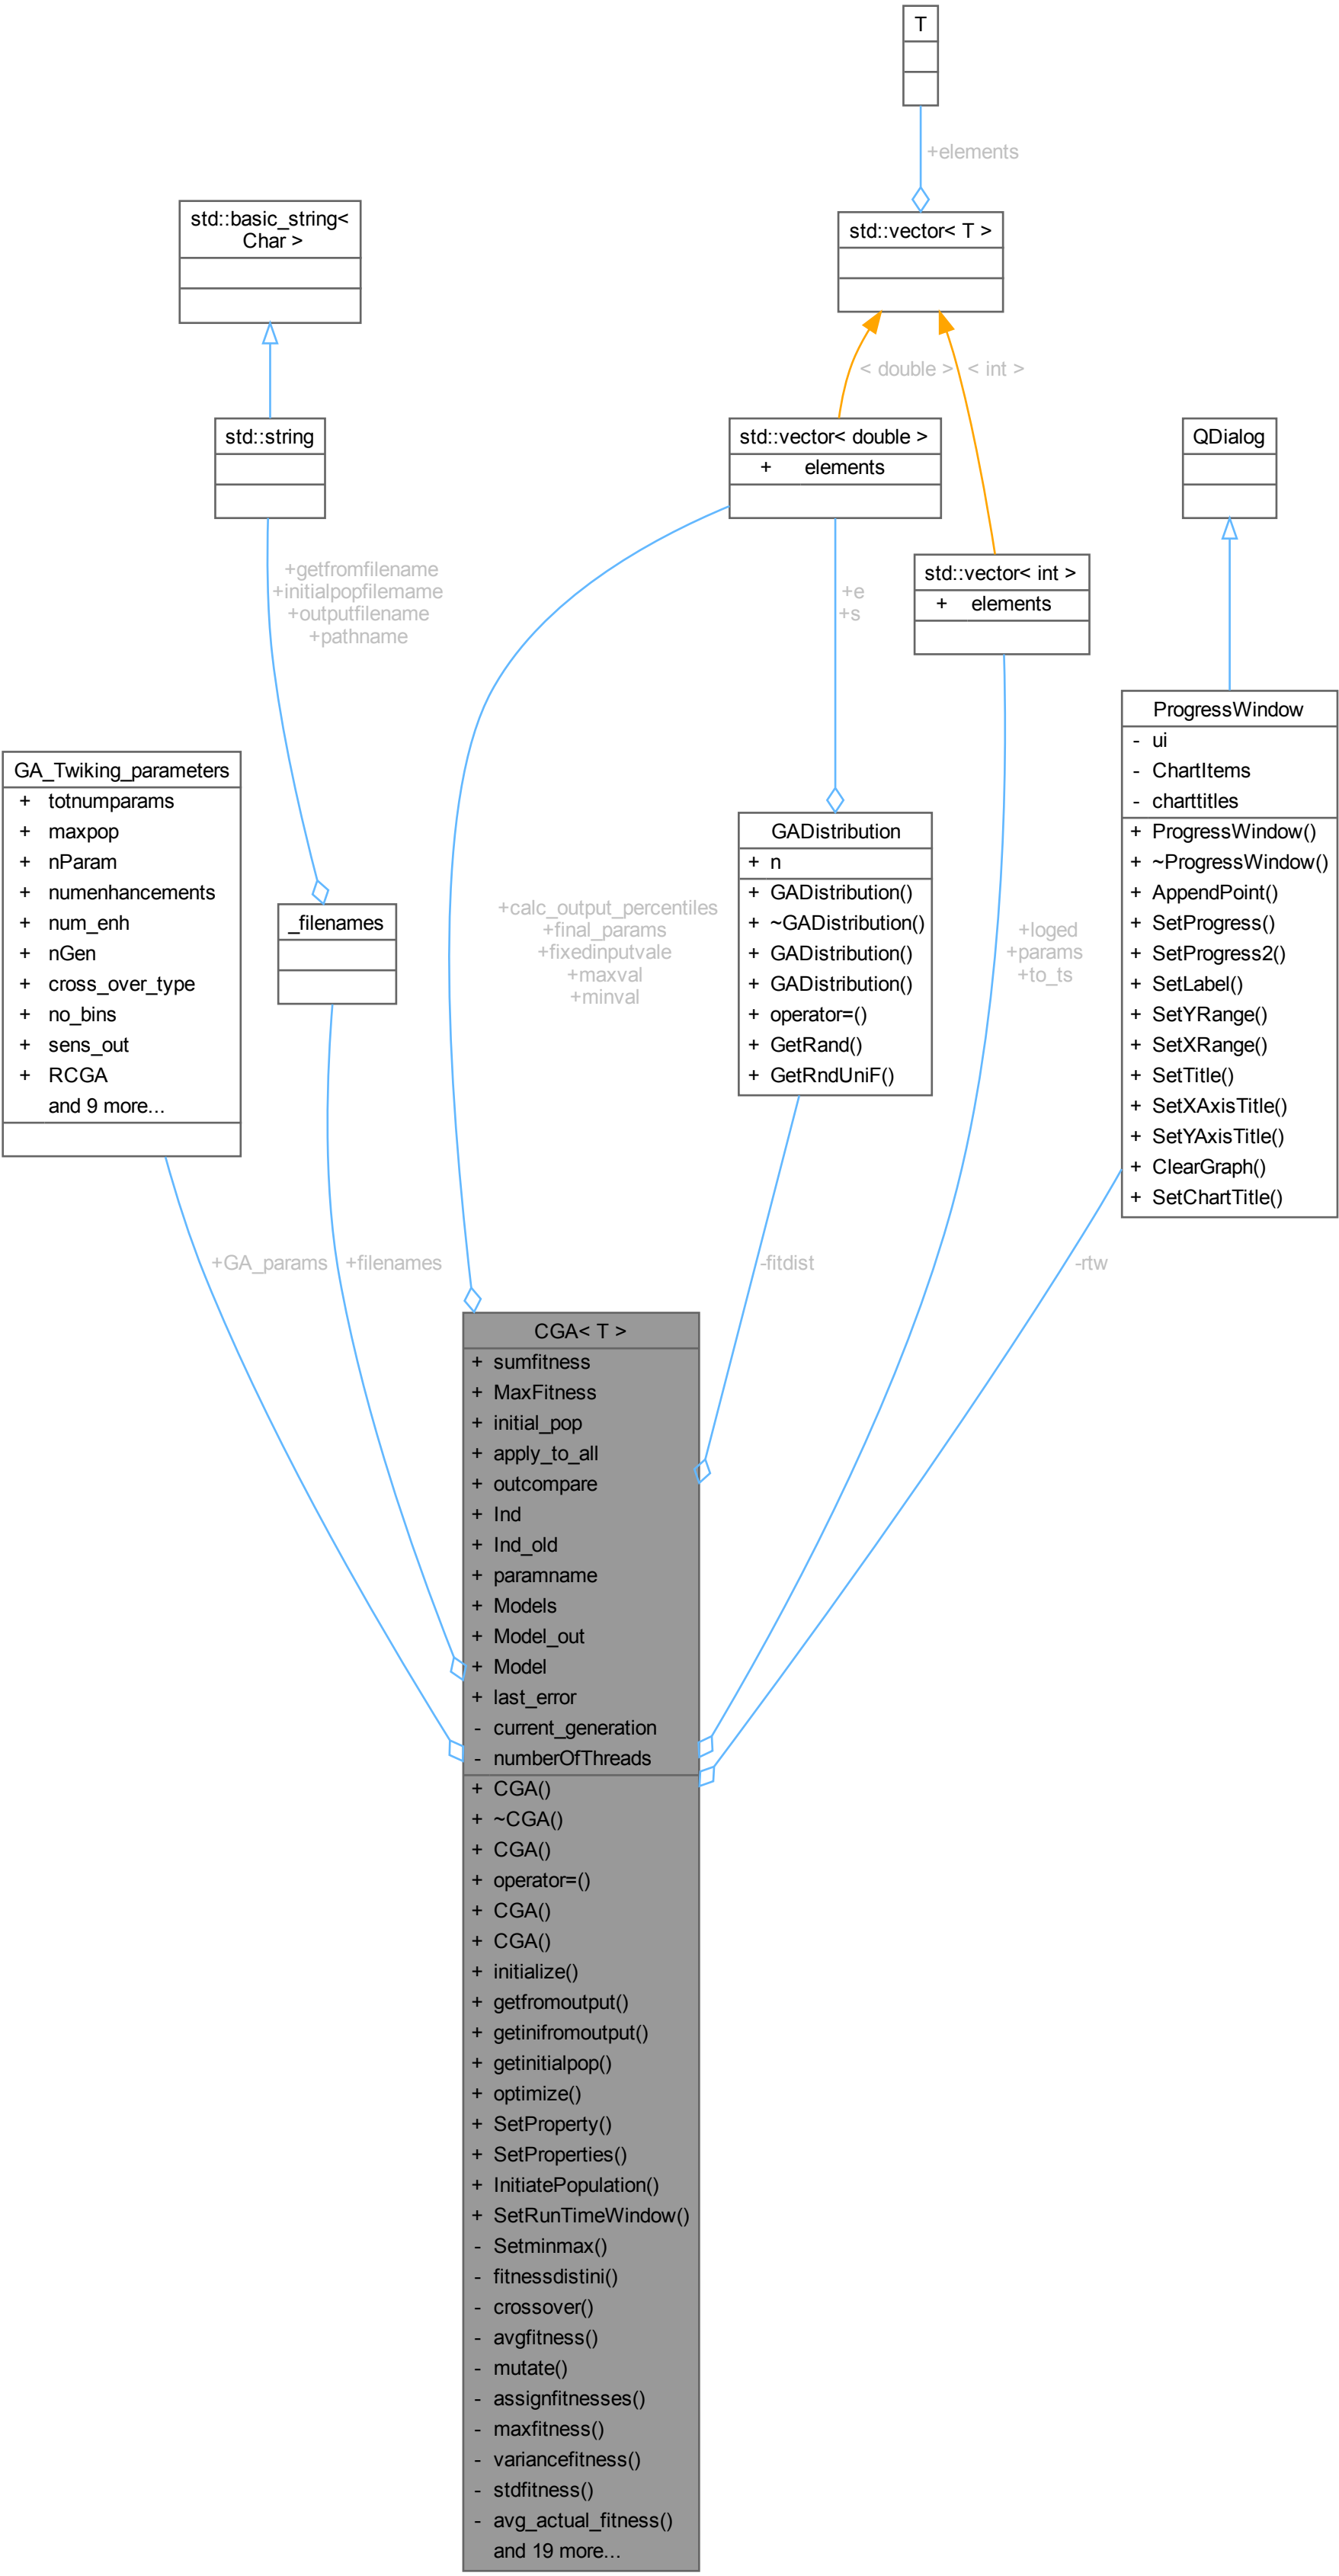 T
+elements
std::basic_string<
Char >
std::vector< T >
< double >
< int >
std::string
std::vector< double >
+ elements
QDialog
+getfromfilename
+initialpopfilemame
+outputfilename
+pathname
+e
+s
std::vector< int >
+ elements
ProgressWindow
- ui
- ChartItems
- charttitles
+ ProgressWindow()
+ ~ProgressWindow()
+ AppendPoint()
+ SetProgress()
+ SetProgress2()
+ SetLabel()
+ SetYRange()
+ SetXRange()
+ SetTitle()
+ SetXAxisTitle()
+ SetYAxisTitle()
+ ClearGraph()
+ SetChartTitle()
GA_Twiking_parameters
+ totnumparams
+ maxpop
+ nParam
+ numenhancements
+ num_enh
+ nGen
+ cross_over_type
+ no_bins
+ sens_out
+ RCGA
and 9 more...
_filenames
+calc_output_percentiles
+final_params
+fixedinputvale
+maxval
+minval
GADistribution
+ n
+ GADistribution()
+ ~GADistribution()
+ GADistribution()
+ GADistribution()
+ operator=()
+ GetRand()
+ GetRndUniF()
+loged
+params
+to_ts
+GA_params
+filenames
-fitdist
-rtw
CGA< T >
+ sumfitness
+ MaxFitness
+ initial_pop
+ apply_to_all
+ outcompare
+ Ind
+ Ind_old
+ paramname
+ Models
+ Model_out
+ Model
+ last_error
- current_generation
- numberOfThreads
+ CGA()
+ ~CGA()
+ CGA()
+ operator=()
+ CGA()
+ CGA()
+ initialize()
+ getfromoutput()
+ getinifromoutput()
+ getinitialpop()
+ optimize()
+ SetProperty()
+ SetProperties()
+ InitiatePopulation()
+ SetRunTimeWindow()
- Setminmax()
- fitnessdistini()
- crossover()
- avgfitness()
- mutate()
- assignfitnesses()
- maxfitness()
- variancefitness()
- stdfitness()
- avg_actual_fitness()
and 19 more...